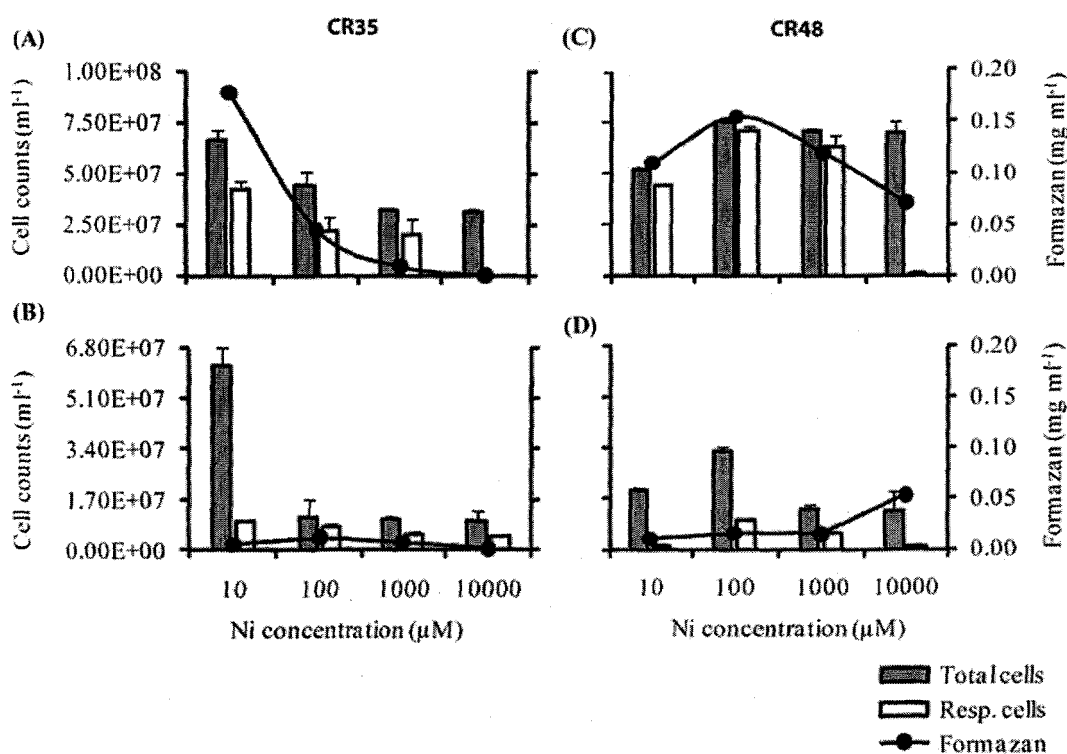 CR35
CR48
(A)
(C)
1.00E+08
7.50E+07
5.00E+07
2.50E+07
0.00E+00
Cell counts (ml⁻¹)
0.20
0.15
0.10
0.05
0.00
Formazan (mg ml⁻¹)
(B)
(D)
6.80E+07
5.10E+07
3.40E+07
1.70E+07
0.00E+00
Cell counts (ml⁻¹)
0.20
0.15
0.10
0.05
0.00
Formazan (mg ml⁻¹)
10 100 1000 10000
10 100 1000 10000
Ni concentration (µM)
Ni concentration (µM)
Total cells
Resp. cells
Formazan